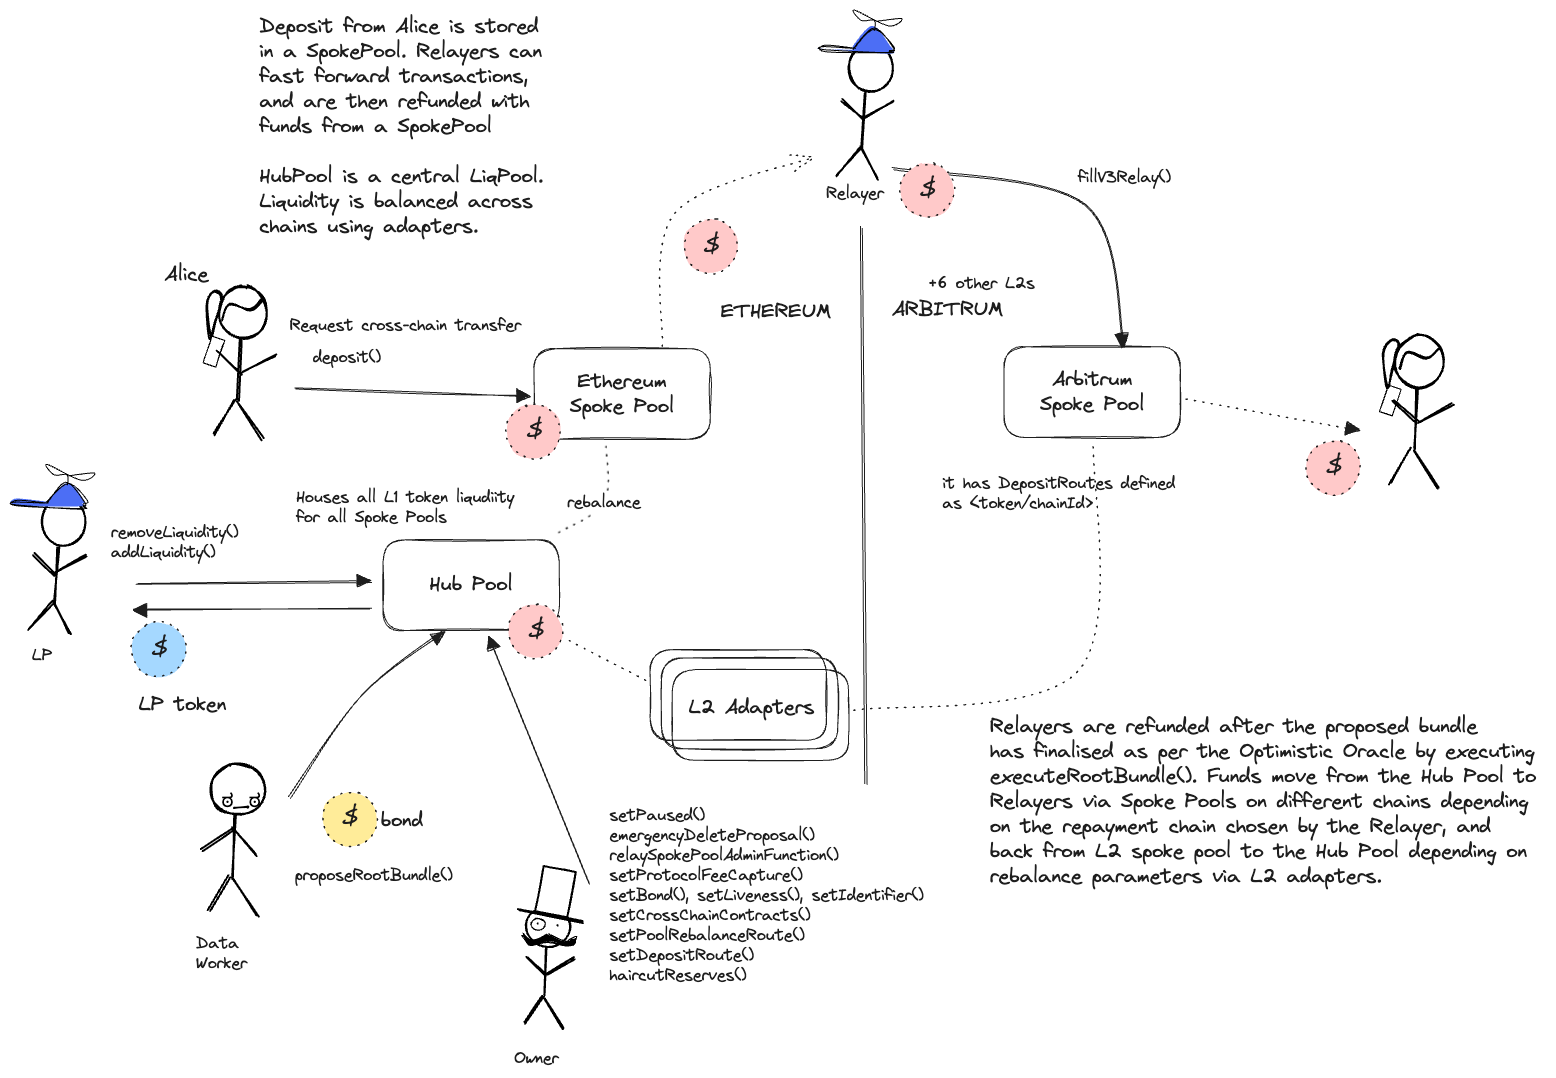 Deposit from Alice is stored
in a SpokePool. Relayers can
fast forward transactions,
and are then refunded with
funds from a SpokePool
HubPool is a central LiqPool.
Liquidity is balanced across
chains using adapters.
Relayer
$
fillV3Relay()
$
Alice
Request cross-chain transfer
deposit()
+6 other L2s
ETHEREUM
ARBITRUM
Ethereum
Spoke Pool
$
Arbitrum
Spoke Pool
$
it has DepositRoutes defined
as <token/chainId>
Houses all L1 token liqudiity
for all Spoke Pools
rebalance
removeLiquidity()
addLiquidity()
Hub Pool
$
LP
$
LP token
L2 Adapters
Relayers are refunded after the proposed bundle
has finalised as per the Optimistic Oracle by executing
executeRootBundle(). Funds move from the Hub Pool to
Relayers via Spoke Pools on different chains depending
on the repayment chain chosen by the Relayer, and
back from L2 spoke pool to the Hub Pool depending on
rebalance parameters via L2 adapters.
$ bond
proposeRootBundle()
Data
Worker
setPaused()
emergencyDeleteProposal()
relaySpokePoolAdminFunction()
setProtocolFeeCapture()
setBond(), setLiveness(), setIdentifier()
setCrossChainContracts()
setPoolRebalanceRoute()
setDepositRoute()
haircutReserves()
Owner